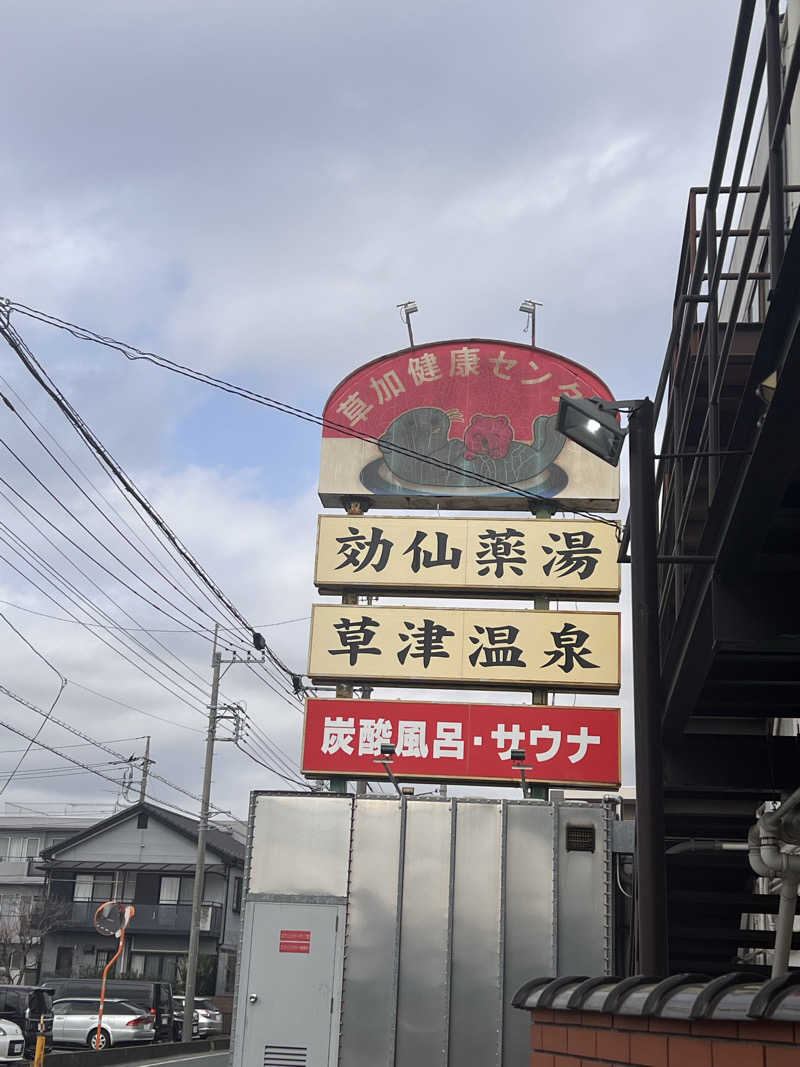 草加健康センター
効仙薬湯
草津温泉
炭酸風呂・サウナ